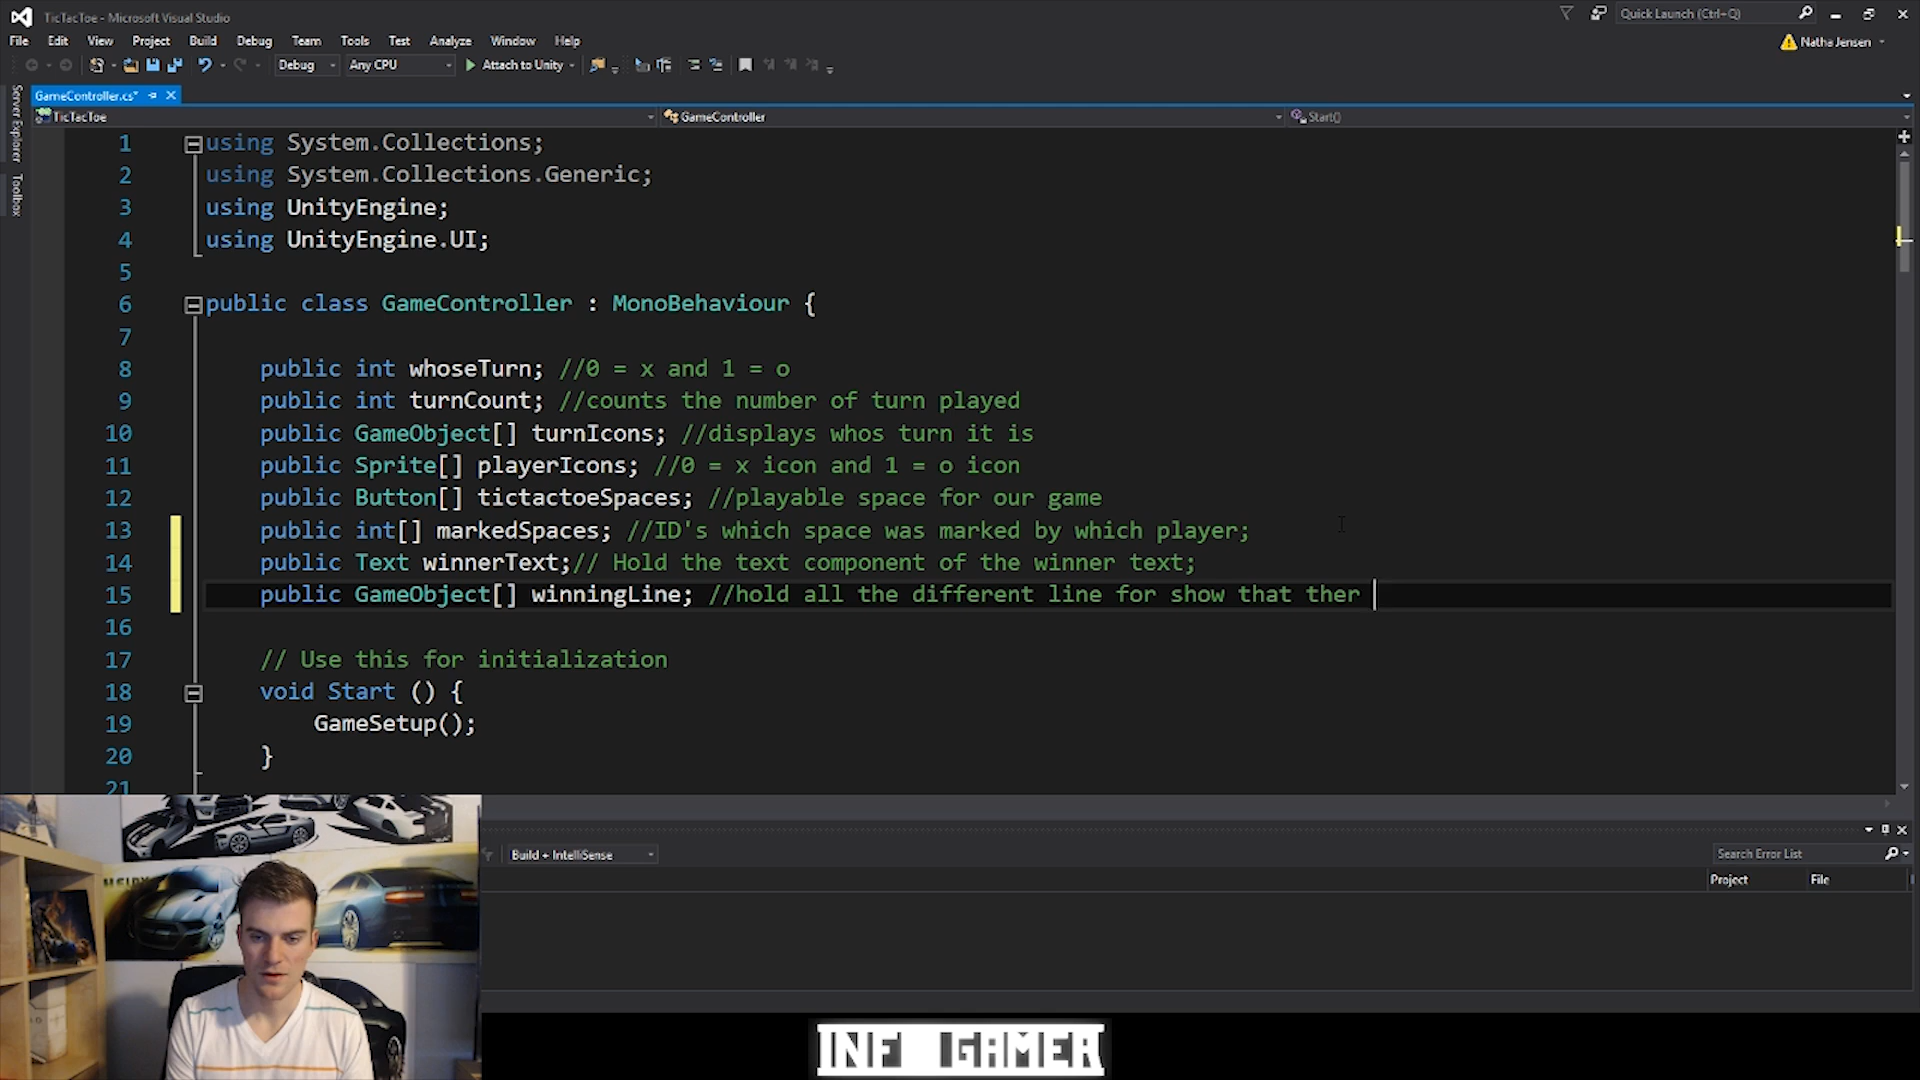 TicTacToe - Microsoft Visual Studio
Quick Launch (Ctrl+Q)
File Edit View Project Build Debug Team Tools Test Analyze Window Help
Natha Jensen
Debug Any CPU Attach to Unity
GameController.cs*
TicTacToe GameController Start()
Server Explorer
Toolbox
1 using System.Collections;
2 using System.Collections.Generic;
3 using UnityEngine;
4 using UnityEngine.UI;
5
6 public class GameController : MonoBehaviour {
7
8 public int whoseTurn; //0 = x and 1 = o
9 public int turnCount; //counts the number of turn played
10 public GameObject[] turnIcons; //displays whos turn it is
11 public Sprite[] playerIcons; //0 = x icon and 1 = o icon
12 public Button[] tictactoeSpaces; //playable space for our game
13 public int[] markedSpaces; //ID's which space was marked by which player;
14 public Text winnerText;// Hold the text component of the winner text;
15 public GameObject[] winningLine; //hold all the different line for show that ther
16
17 // Use this for initialization
18 void Start () {
19 GameSetup();
20 }
21
Build + IntelliSense
Search Error List
Project File
INF GAMER